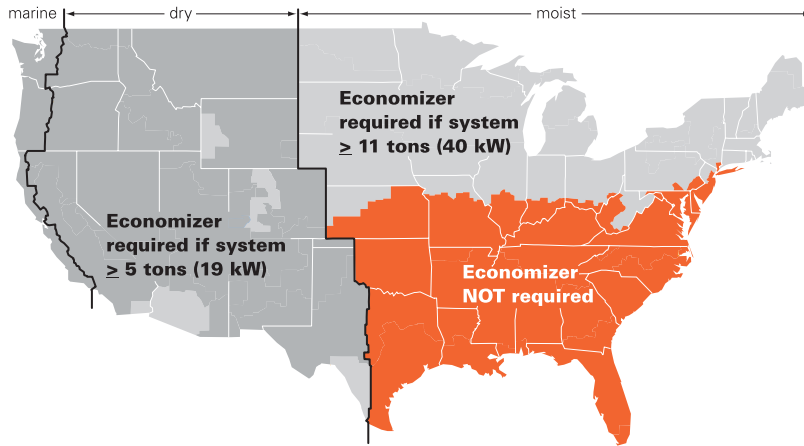 marine
dry
moist
Economizer
required if system
≥ 11 tons (40 kW)
Economizer
required if system
≥ 5 tons (19 kW)
Economizer
NOT required